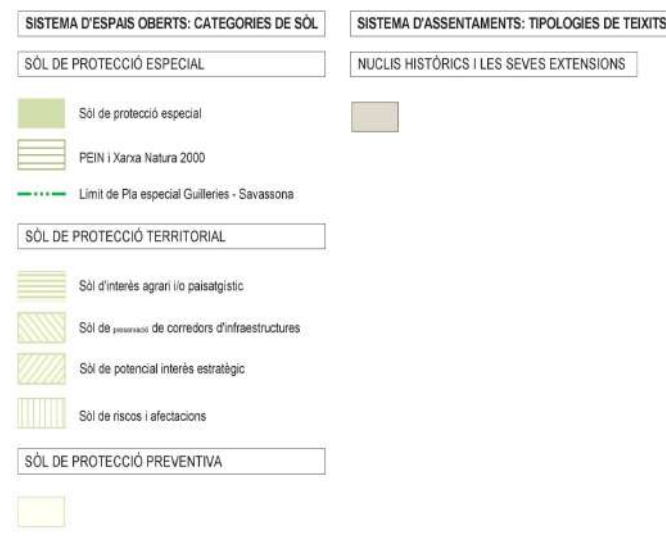 SISTEMA D'ESPAIS OBERTS: CATEGORIES DE SÒL
SÒL DE PROTECCIÓ ESPECIAL
Sòl de protecció especial
PEIN i Xarxa Natura 2000
Límit de Pla especial Guilleries - Savassona
SÒL DE PROTECCIÓ TERRITORIAL
Sòl d'interès agrari i/o paisatgístic
Sòl de preservació de corredors d'infraestructures
Sòl de potencial interès estratègic
Sòl de riscos i afectacions
SÒL DE PROTECCIÓ PREVENTIVA
SISTEMA D'ASSENTAMENTS: TIPOLOGIES DE TEIXITS
NUCLIS HISTÒRICS I LES SEVES EXTENSIONS